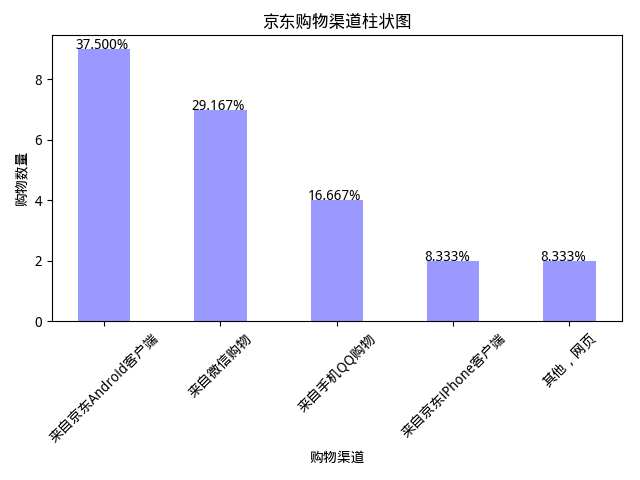 京东购物渠道柱状图
购物数量
8
6
4
2
0
37.500%
29.167%
16.667%
8.333%
8.333%
来自京东Android客户端
来自微信购物
来自手机QQ购物
来自京东iPhone客户端
其他，网页
购物渠道